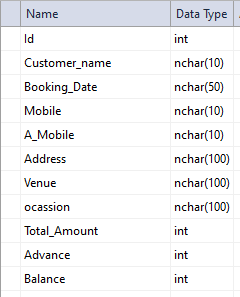 Name Data Type
Id int
Customer_name nchar(10)
Booking_Date nchar(50)
Mobile nchar(10)
A_Mobile nchar(10)
Address nchar(100)
Venue nchar(100)
ocassion nchar(100)
Total_Amount int
Advance int
Balance int